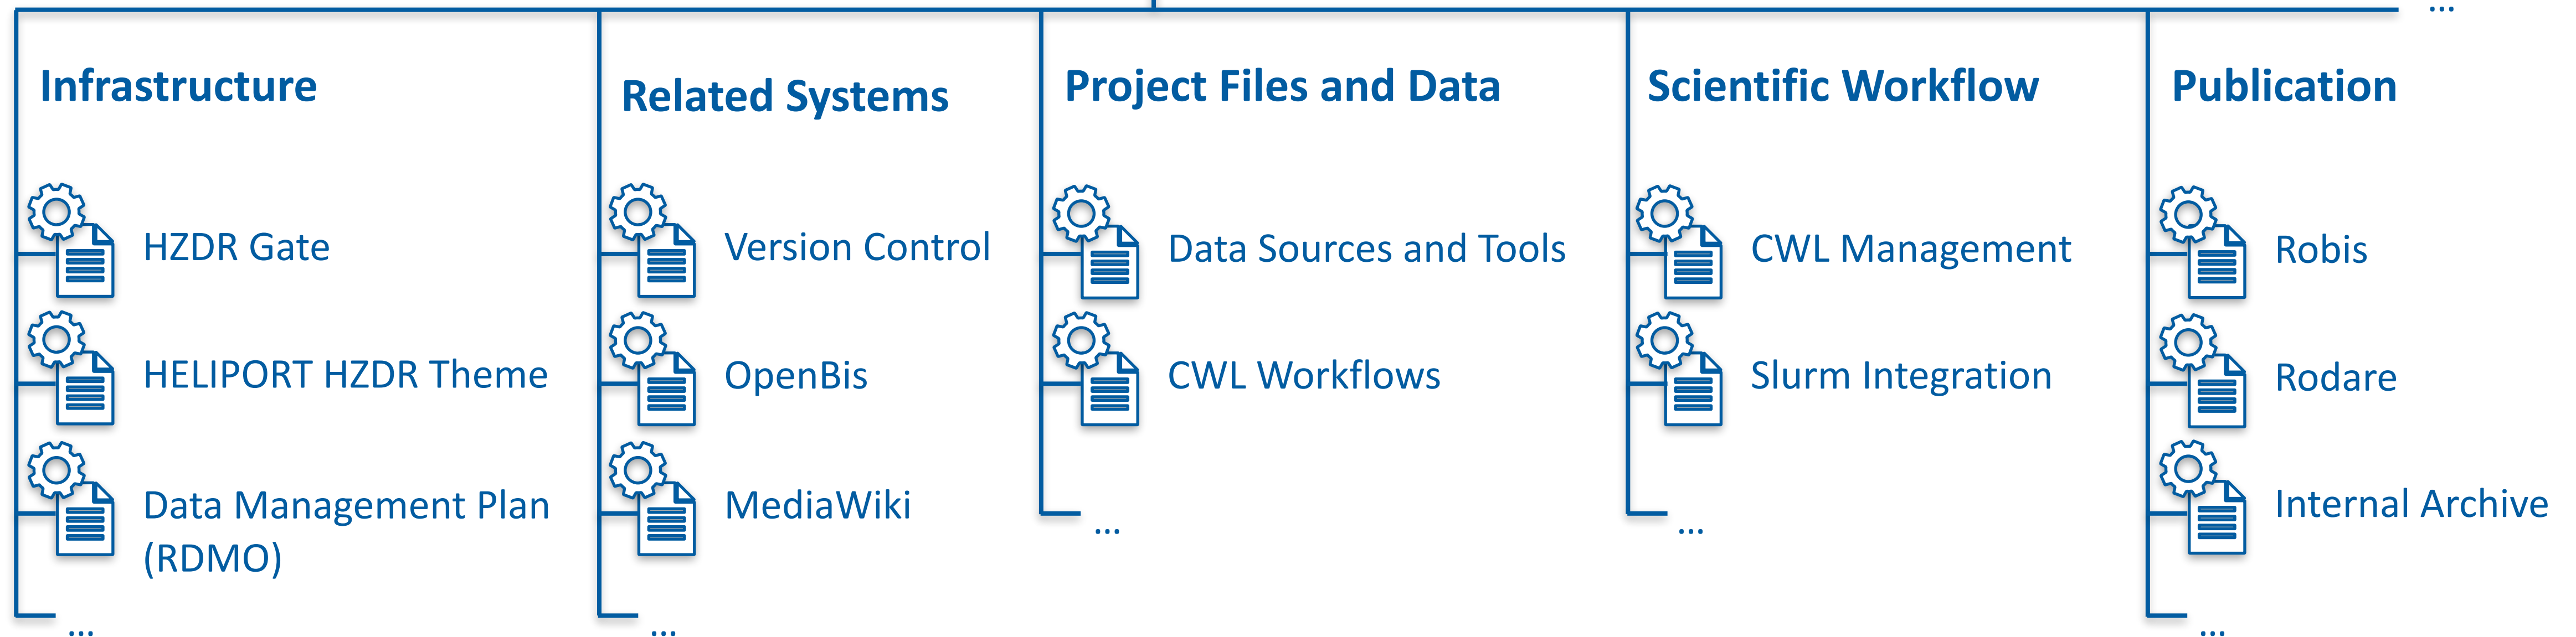 ...
Infrastructure
HZDR Gate
HELIPORT HZDR Theme
Data Management Plan
(RDMO)
...
Related Systems
Version Control
OpenBis
MediaWiki
...
Project Files and Data
Data Sources and Tools
CWL Workflows
...
Scientific Workflow
CWL Management
Slurm Integration
...
Publication
Robis
Rodare
Internal Archive
...